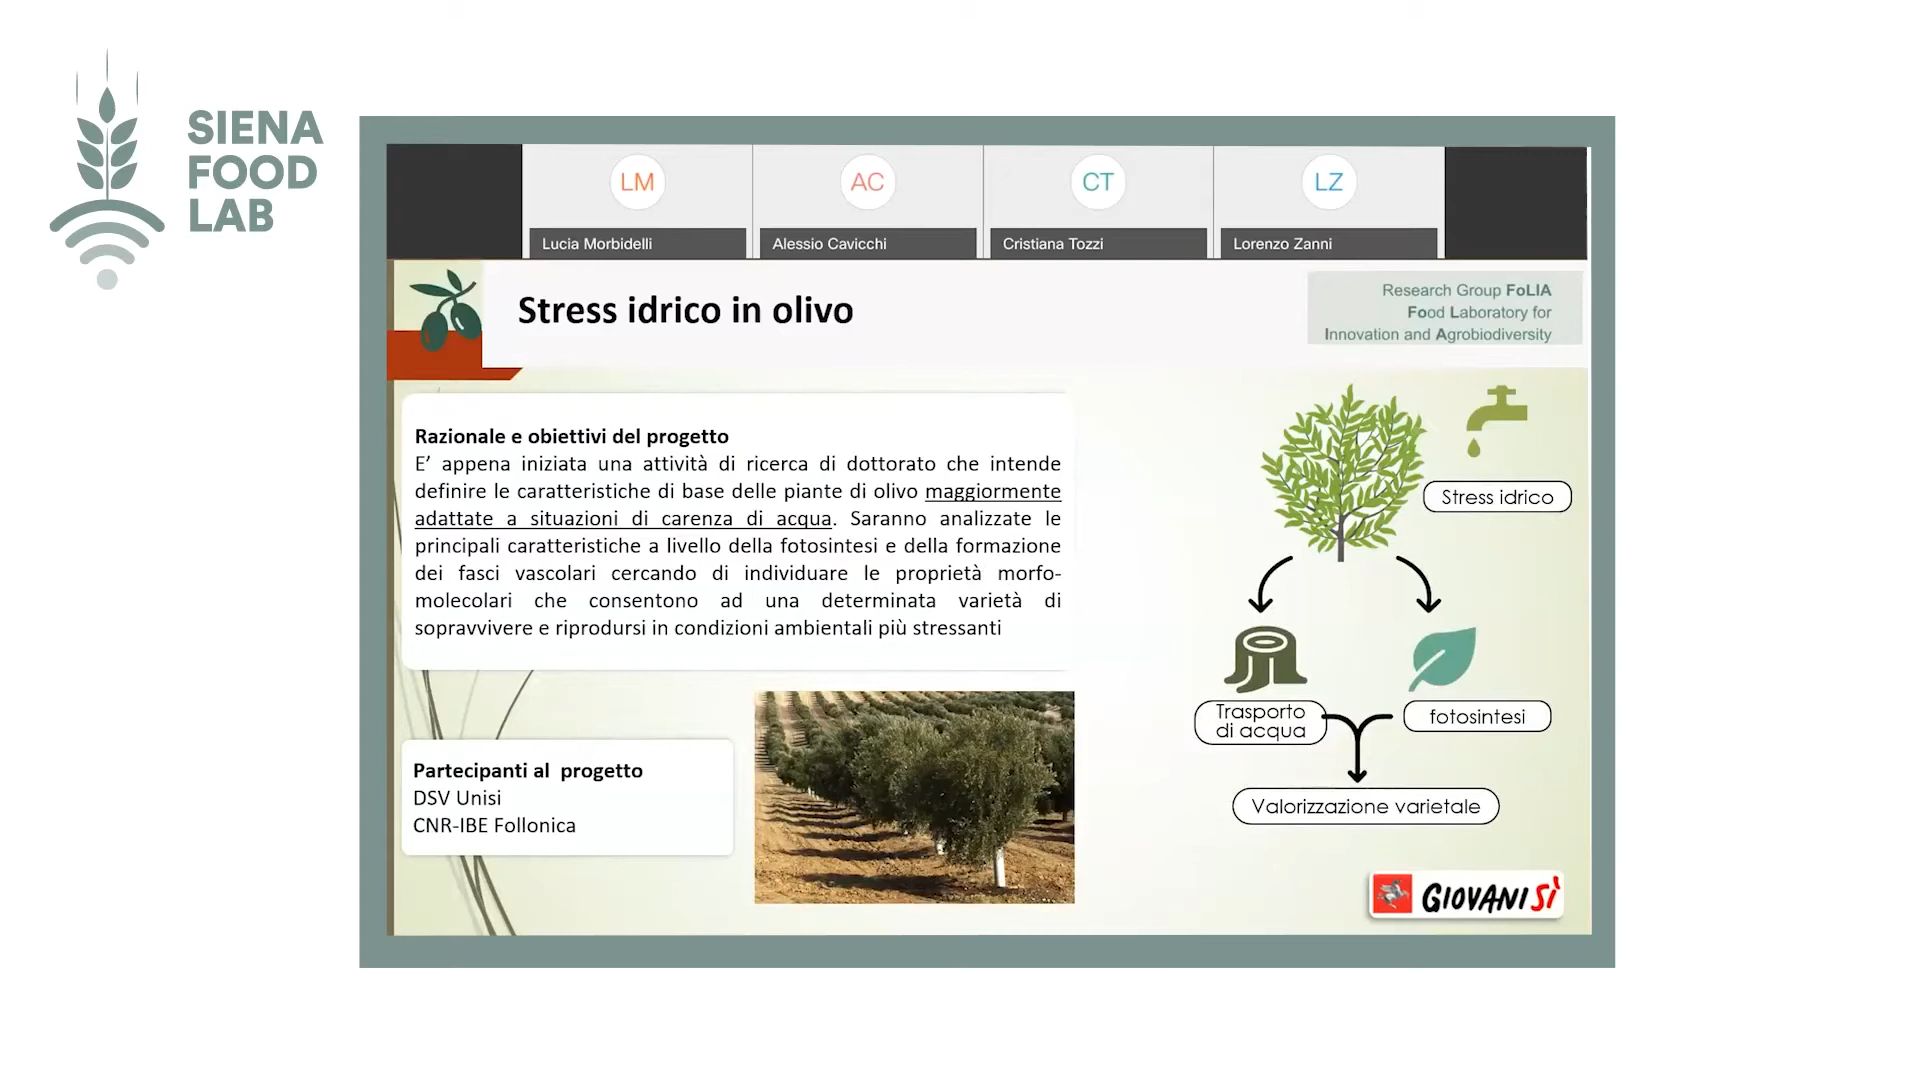 SIENA
FOOD
LAB
LM
AC
CT
LZ
Lucia Morbidelli
Alessio Cavicchi
Cristiana Tozzi
Lorenzo Zanni
Stress idrico in olivo
Research Group FoLIA
Food Laboratory for
Innovation and Agrobiodiversity
Razionale e obiettivi del progetto
E’ appena iniziata una attività di ricerca di dottorato che intende
definire le caratteristiche di base delle piante di olivo maggiormente
adattate a situazioni di carenza di acqua. Saranno analizzate le
principali caratteristiche a livello della fotosintesi e della formazione
dei fasci vascolari cercando di individuare le proprietà morfo-
molecolari che consentono ad una determinata varietà di
sopravvivere e riprodursi in condizioni ambientali più stressanti
Partecipanti al progetto
DSV Unisi
CNR-IBE Follonica
Stress idrico
Trasporto
di acqua
fotosintesi
Valorizzazione varietale
GIOVANISÌ